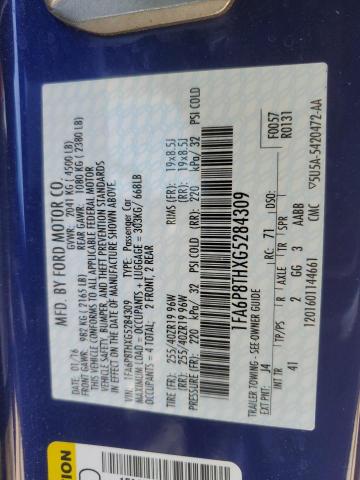 MFD. BY FORD MOTOR CO.
DATE: 01/16 GVWR: 2041 KG ( 4500 LB)
FRONT GAWR: 982 KG ( 2165 LB) REAR GAWR: 1080 KG ( 2380 LB)
THIS VEHICLE CONFORMS TO ALL APPLICABLE FEDERAL MOTOR
VEHICLE SAFETY, BUMPER, AND THEFT PREVENTION STANDARDS
IN EFFECT ON THE DATE OF MANUFACTURE SHOWN ABOVE.
VIN: 1FA6P8THXG5284309 TYPE: Passenger Car
MAXIMUM LOAD = OCCUPANTS + LUGGAGE = 303KG/ 668LB
OCCUPANTS = 4 TOTAL: 2 FRONT, 2 REAR
TIRE (FR): 255/40ZR19 96W RIMS (FR): 19x8.5J
(RR): 255/40ZR19 96W (RR): 19x8.5J
PRESSURE (FR): 220 kPa/ 32 PSI COLD (RR): 220 kPa/ 32 PSI COLD
1FA6P8THXG5284309
TRAILER TOWING - SEE OWNER GUIDE
F0057
R0131
EXT PNT: J4 RC: 71 DSO:
INT TR TP/PS R AXLE TR SPR
41 2 GG 3 AABB
1201601144661 CMC 5U5A-5420472-AA